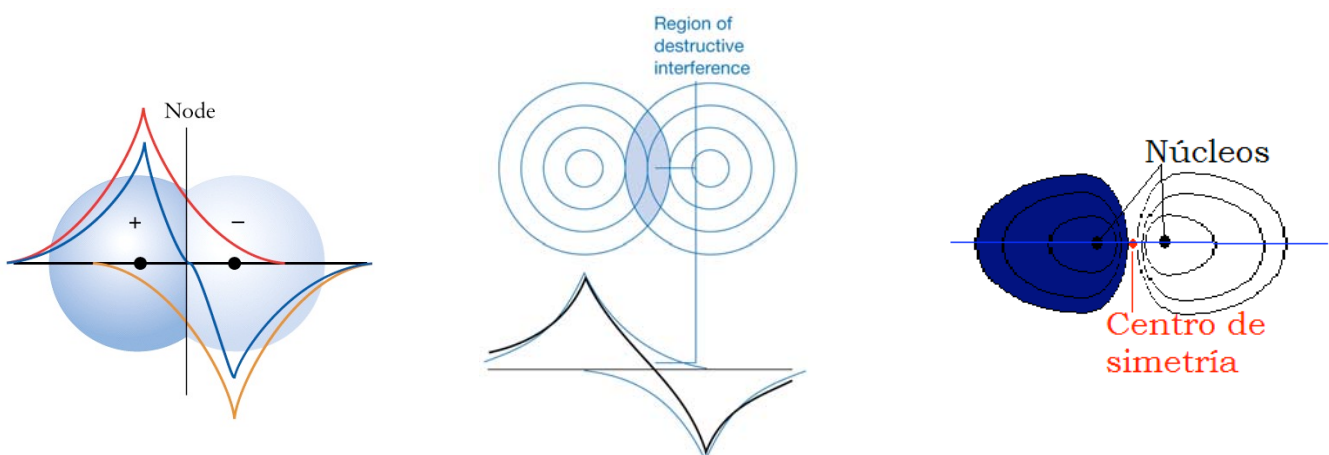 Node
+
−
Region of
destructive
interference
Núcleos
Centro de
simetría